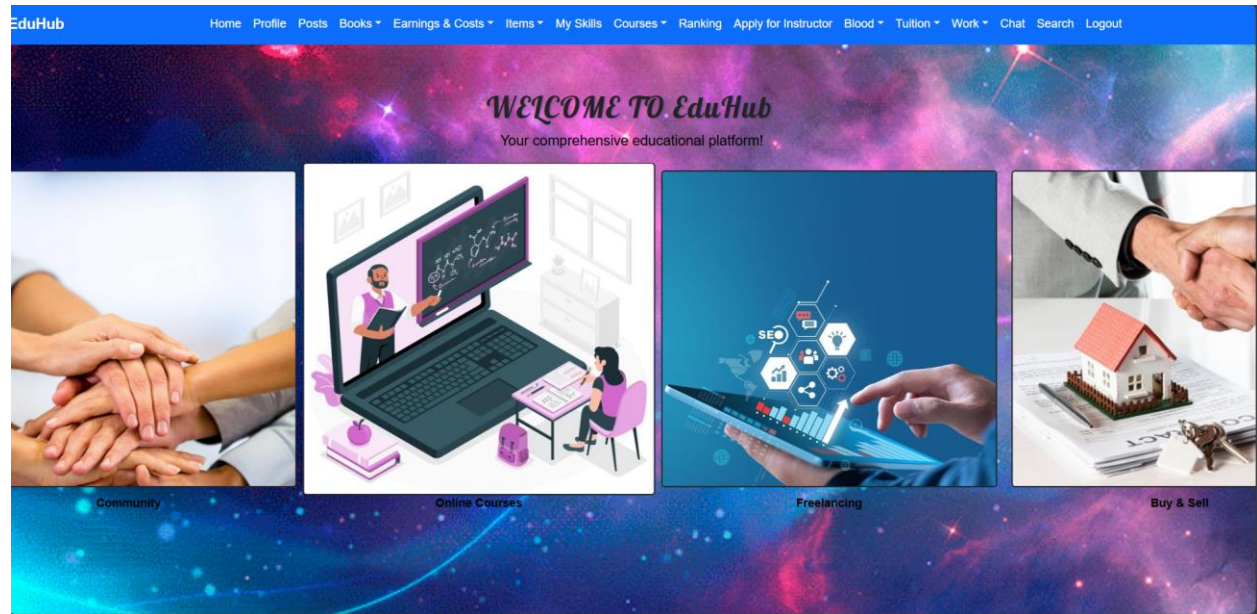 EduHub Home Profile Posts Books Earnings & Costs Items My Skills Courses Ranking Apply for Instructor Blood Tuition Work Chat Search Logout
WELCOME TO EduHub
Your comprehensive educational platform!
SEO
CONTRACT
Community Online Courses Freelancing Buy & Sell